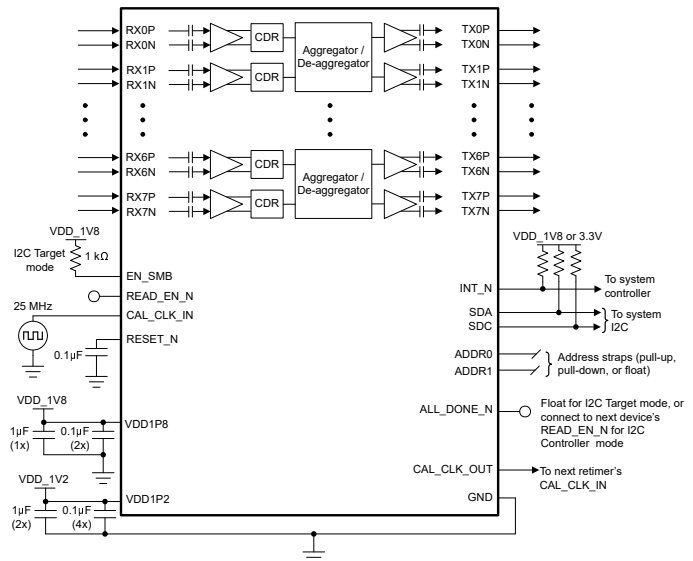 RX0P
RX0N
CDR
Aggregator /
De-aggregator
TX0P
TX0N
RX1P
RX1N
CDR
TX1P
TX1N
RX6P
RX6N
CDR
Aggregator /
De-aggregator
TX6P
TX6N
RX7P
RX7N
CDR
TX7P
TX7N
VDD_1V8
I2C Target
mode
1 kΩ
EN_SMB
READ_EN_N
25 MHz
CAL_CLK_IN
RESET_N
0.1µF
VDD_1V8
VDD1P8
1µF
(1x)
0.1µF
(2x)
VDD_1V2
VDD1P2
1µF
(2x)
0.1µF
(4x)
VDD_1V8 or 3.3V
INT_N
To system
controller
SDA
SDC
To system
I2C
ADDR0
ADDR1
Address straps (pull-up,
pull-down, or float)
ALL_DONE_N
Float for I2C Target mode, or
connect to next device's
READ_EN_N for I2C
Controller mode
CAL_CLK_OUT
To next retimer's
CAL_CLK_IN
GND